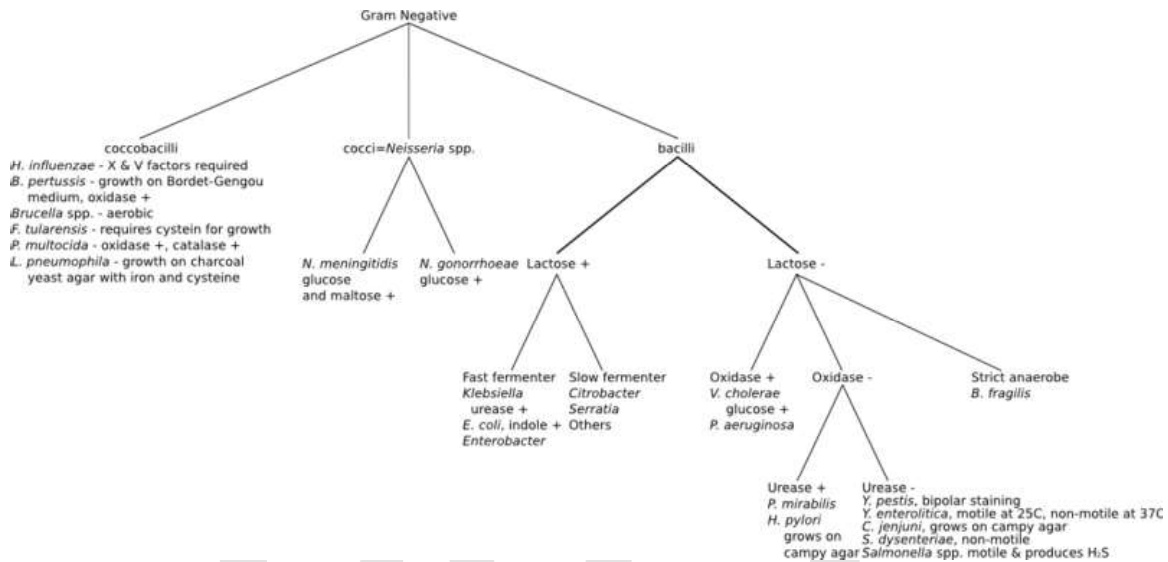 Gram Negative
coccobacilli
H. influenzae - X & V factors required
B. pertussis - growth on Bordet-Gengou
medium, oxidase +
Brucella spp. - aerobic
F. tularensis - requires cystein for growth
P. multocida - oxidase +, catalase +
L. pneumophila - growth on charcoal
yeast agar with iron and cysteine
cocci=Neisseria spp.
N. meningitidis
glucose
and maltose +
N. gonorrhoeae
glucose +
bacilli
Lactose +
Fast fermenter
Klebsiella
urease +
E. coli, indole +
Enterobacter
Slow fermenter
Citrobacter
Serratia
Others
Lactose -
Oxidase +
V. cholerae
glucose +
P. aeruginosa
Oxidase -
Urease +
P. mirabilis
H. pylori
grows on
campy agar
Urease -
Y. pestis, bipolar staining
Y. enterolitica, motile at 25C, non-motile at 37C
C. jenjuni, grows on campy agar
S. dysenteriae, non-motile
Salmonella spp. motile & produces H₂S
Strict anaerobe
B. fragilis